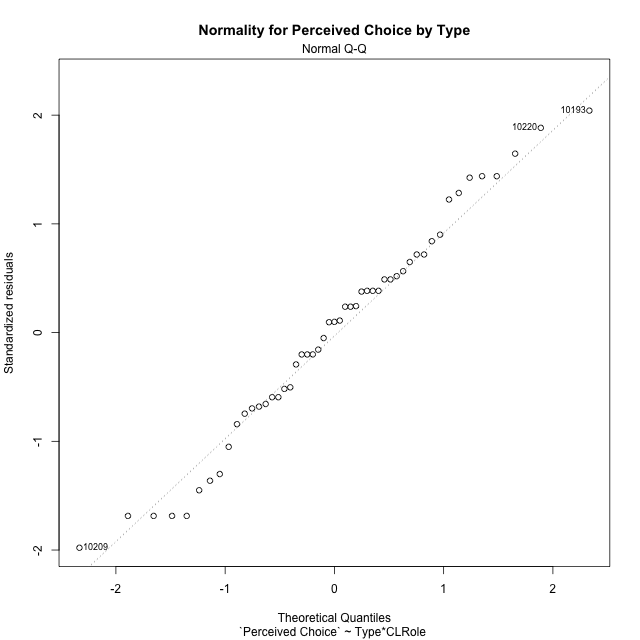 Normality for Perceived Choice by Type
Normal Q-Q
Standardized residuals
2
1
0
-1
-2
10193
10220
10209
-2 -1 0 1 2
Theoretical Quantiles
`Perceived Choice` ~ Type*CLRole